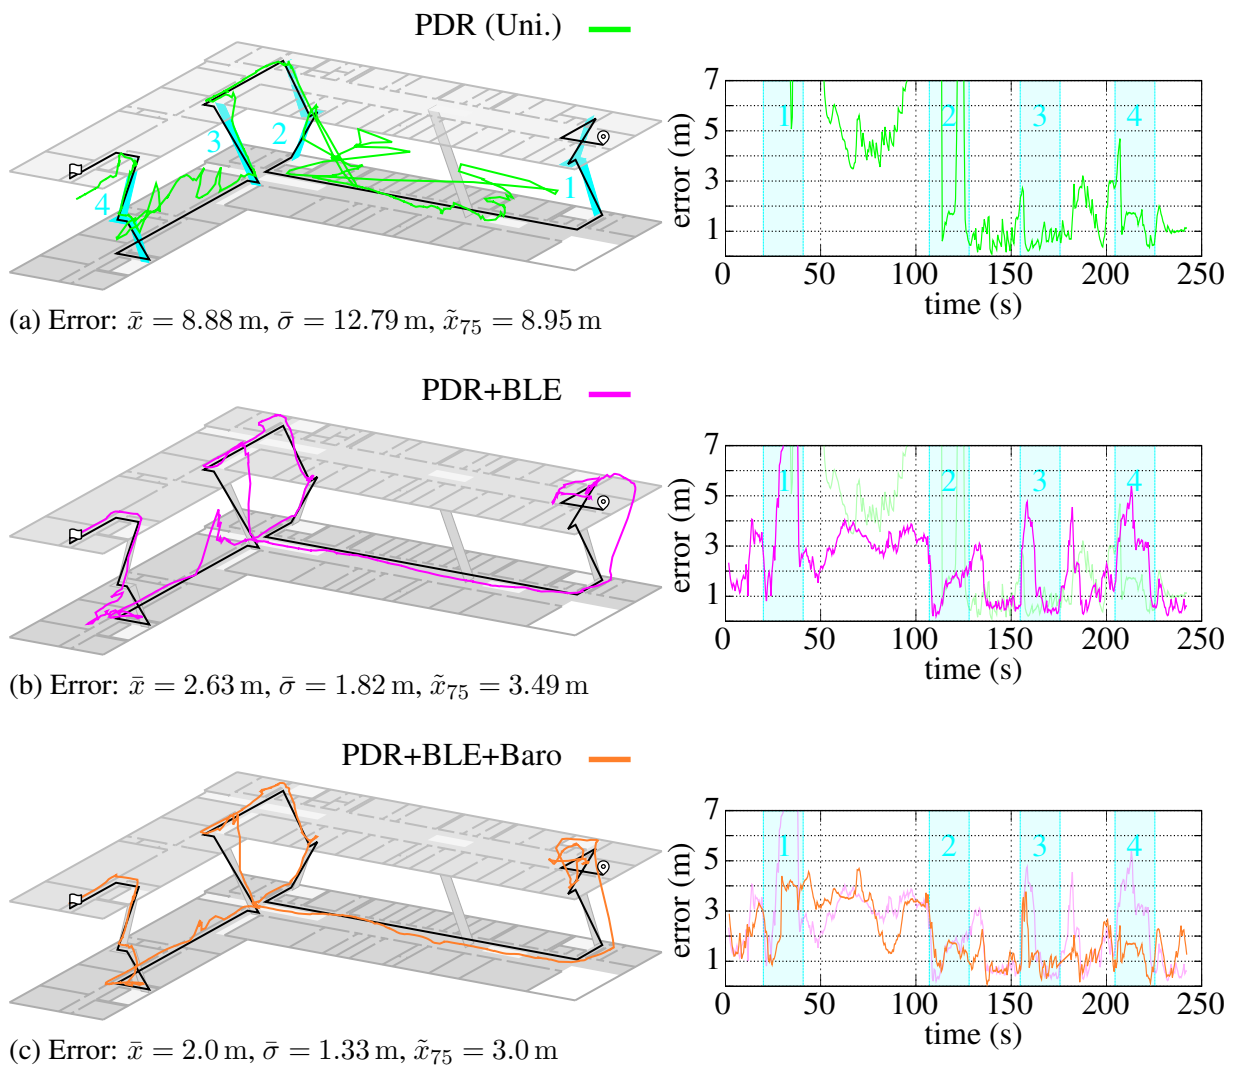 PDR (Uni.)
1
2
3
4
7
5
3
1
error (m)
1 2 3 4
0 50 100 150 200 250
time (s)
(a) Error: x̄ = 8.88 m, σ̄ = 12.79 m, x̃₇₅ = 8.95 m
PDR+BLE
7
5
3
1
error (m)
1 2 3 4
0 50 100 150 200 250
time (s)
(b) Error: x̄ = 2.63 m, σ̄ = 1.82 m, x̃₇₅ = 3.49 m
PDR+BLE+Baro
7
5
3
1
error (m)
1 2 3 4
0 50 100 150 200 250
time (s)
(c) Error: x̄ = 2.0 m, σ̄ = 1.33 m, x̃₇₅ = 3.0 m